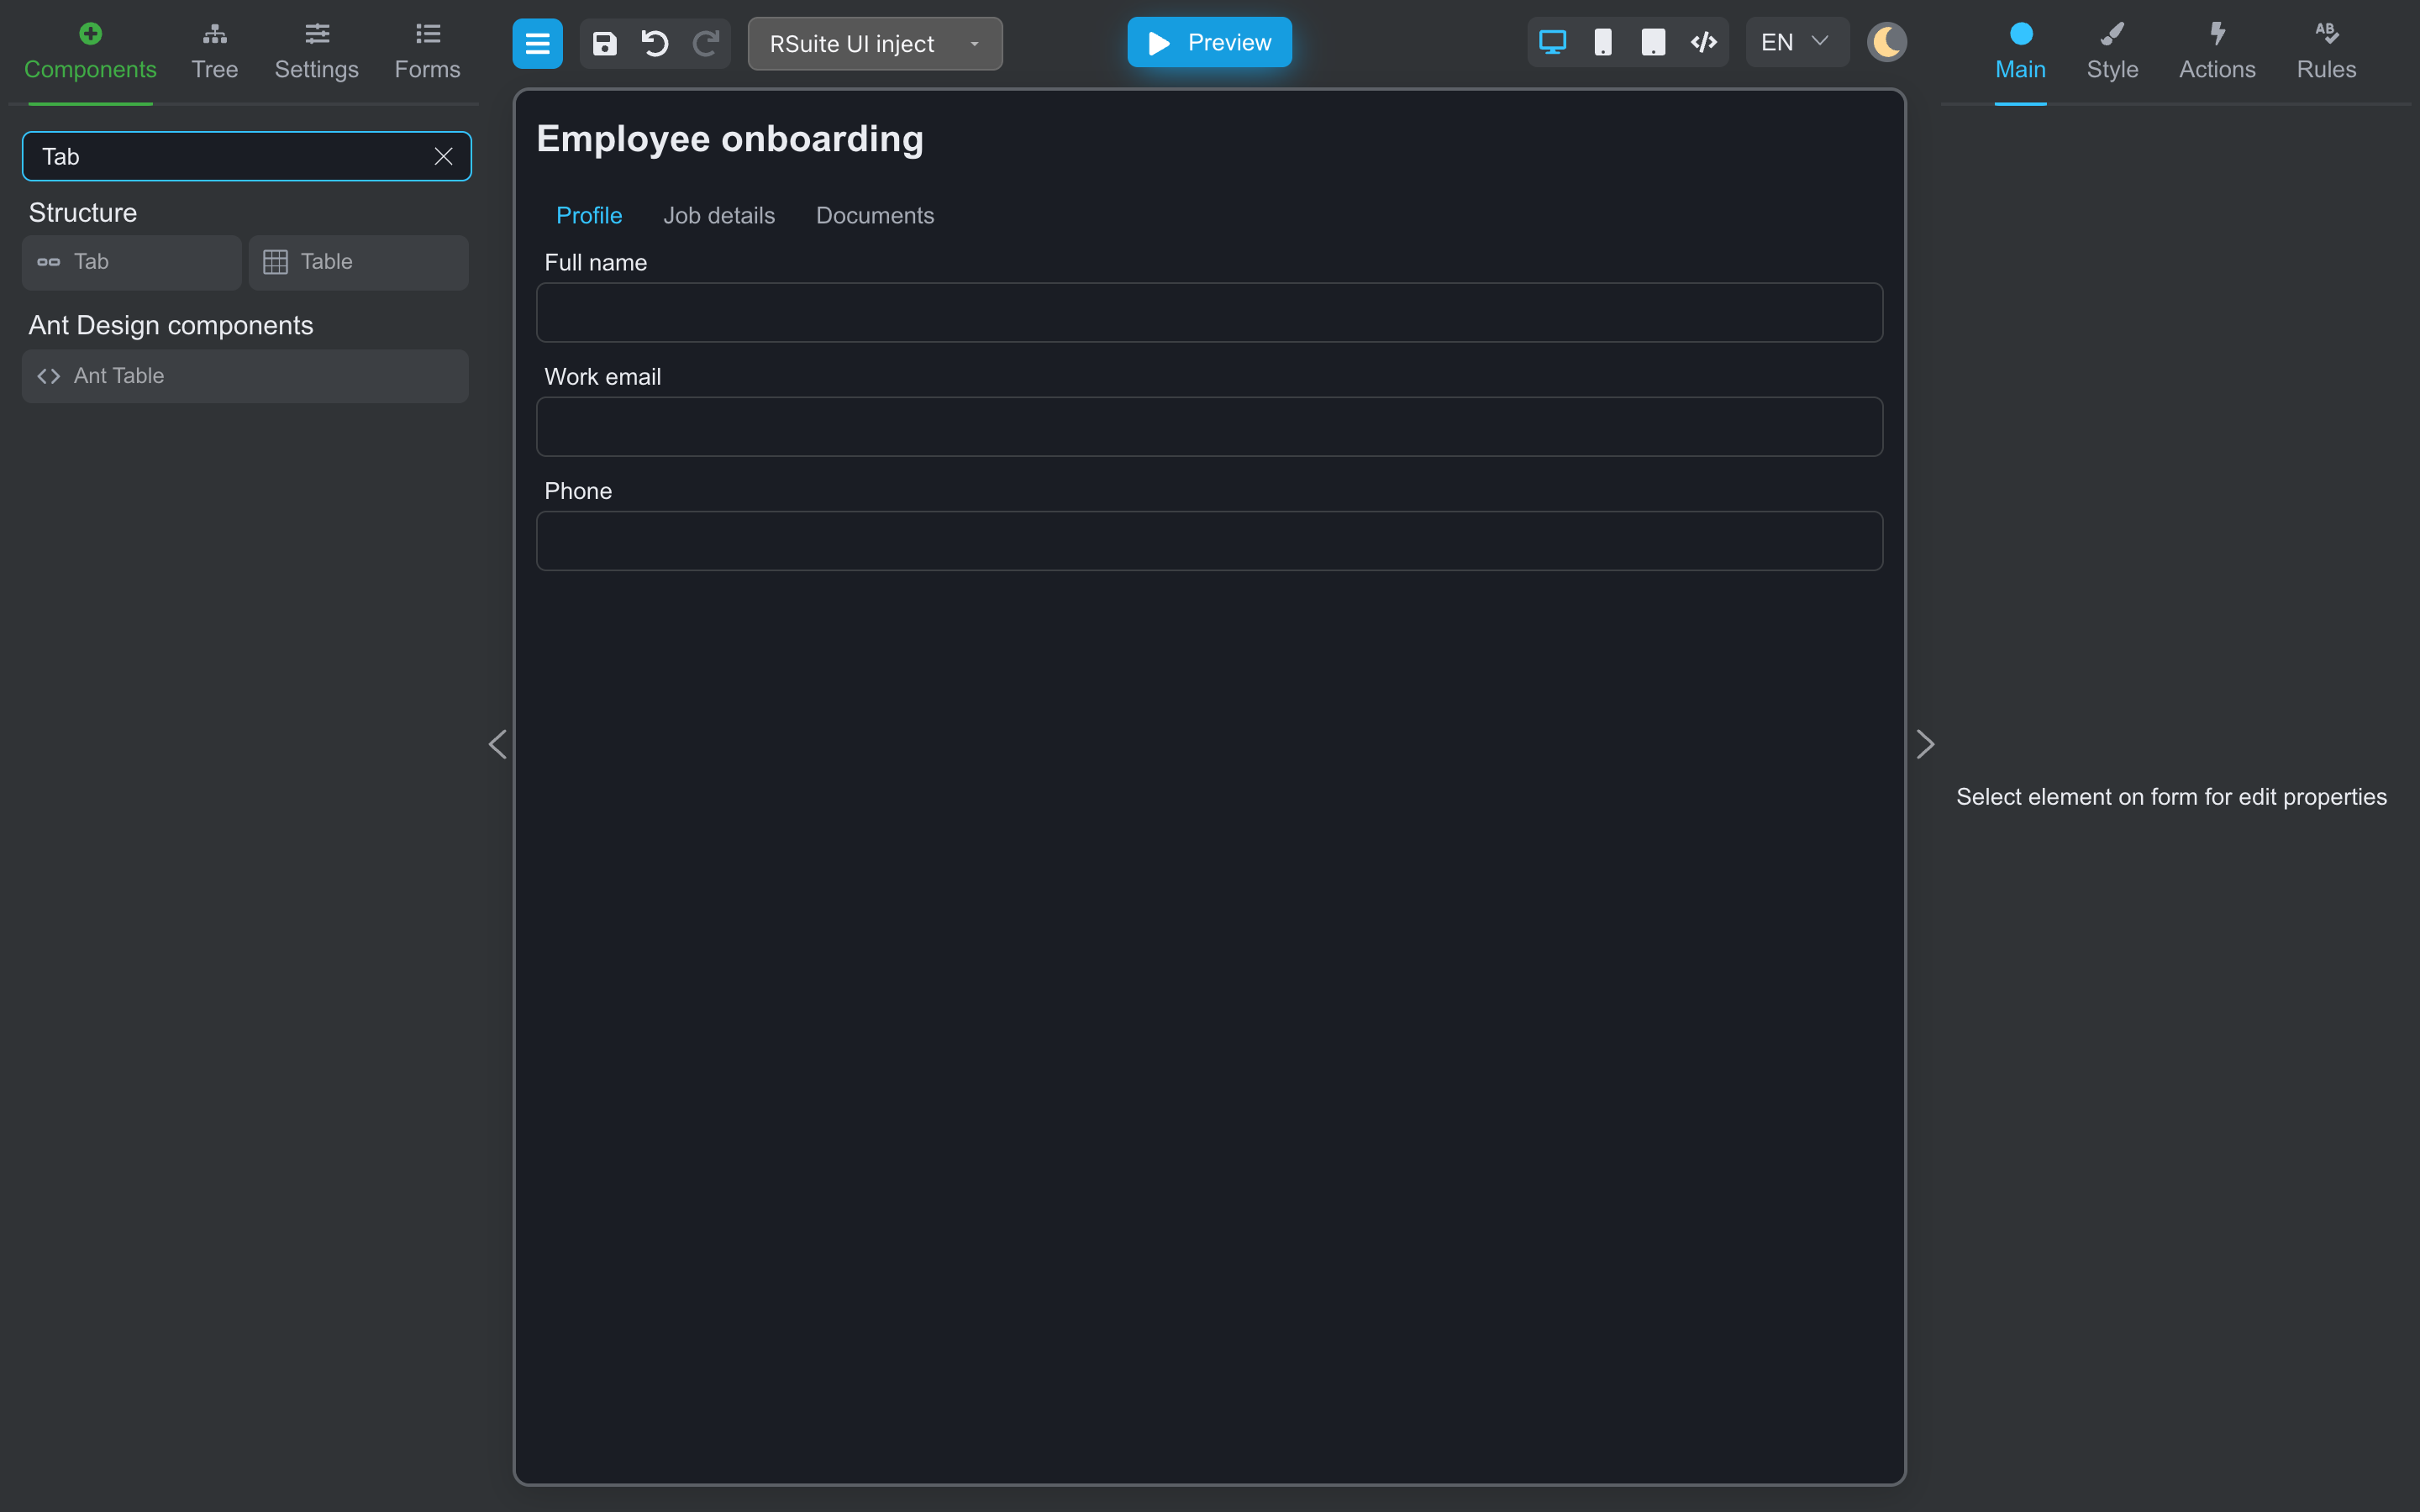 Components Tree Settings Forms
RSuite UI inject
Preview
EN
Main Style Actions Rules
Tab
Structure
Tab Table
Ant Design components
Ant Table
Employee onboarding
Profile Job details Documents
Full name
Work email
Phone
Select element on form for edit properties